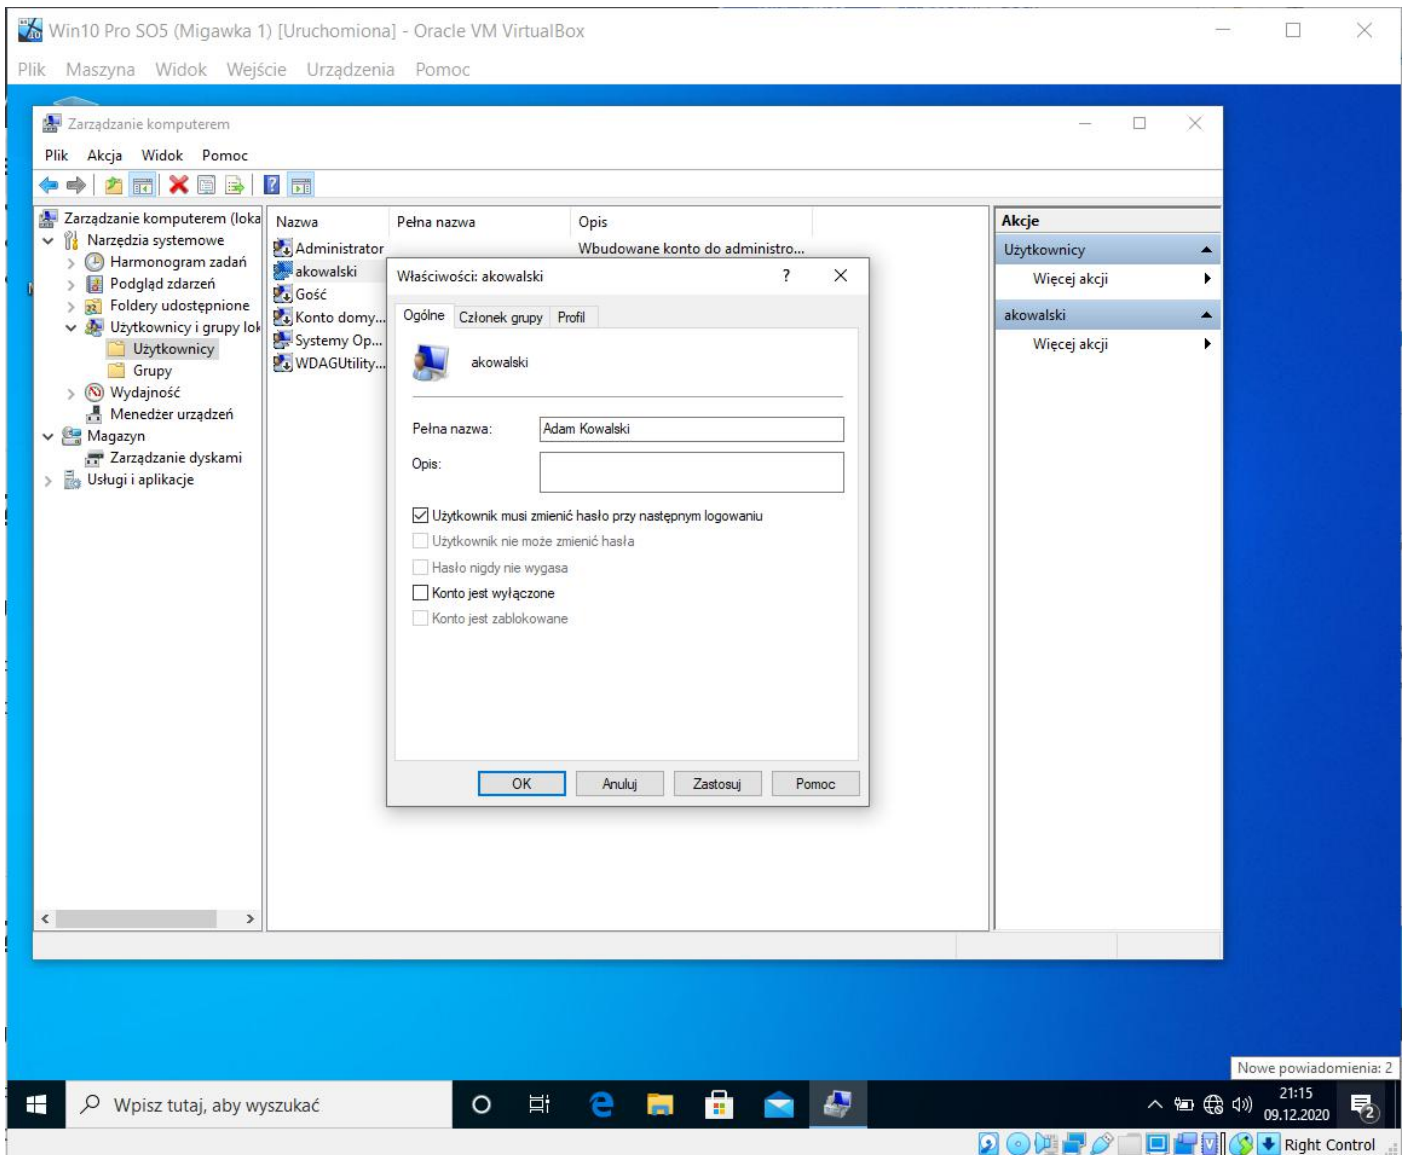 Win10 Pro SO5 (Migawka 1) [Uruchomiona] - Oracle VM VirtualBox
Plik Maszyna Widok Wejście Urządzenia Pomoc
Zarządzanie komputerem
Plik Akcja Widok Pomoc
Zarządzanie komputerem (loka
Narzędzia systemowe
Harmonogram zadań
Podgląd zdarzeń
Foldery udostępnione
Użytkownicy i grupy lok
Użytkownicy
Grupy
Wydajność
Menedżer urządzeń
Magazyn
Zarządzanie dyskami
Usługi i aplikacje
Nazwa Pełna nazwa Opis
Administrator Wbudowane konto do administro...
akowalski
Gość
Konto domy...
Systemy Op...
WDAGUtility...
Właściwości: akowalski ?
Ogólne Członek grupy Profil
akowalski
Pełna nazwa: Adam Kowalski
Opis:
Użytkownik musi zmienić hasło przy następnym logowaniu
Użytkownik nie może zmienić hasła
Hasło nigdy nie wygasa
Konto jest wyłączone
Konto jest zablokowane
OK Anuluj Zastosuj Pomoc
Akcje
Użytkownicy
Więcej akcji
akowalski
Więcej akcji
Nowe powiadomienia: 2
Wpisz tutaj, aby wyszukać
21:15
09.12.2020
2
Right Control